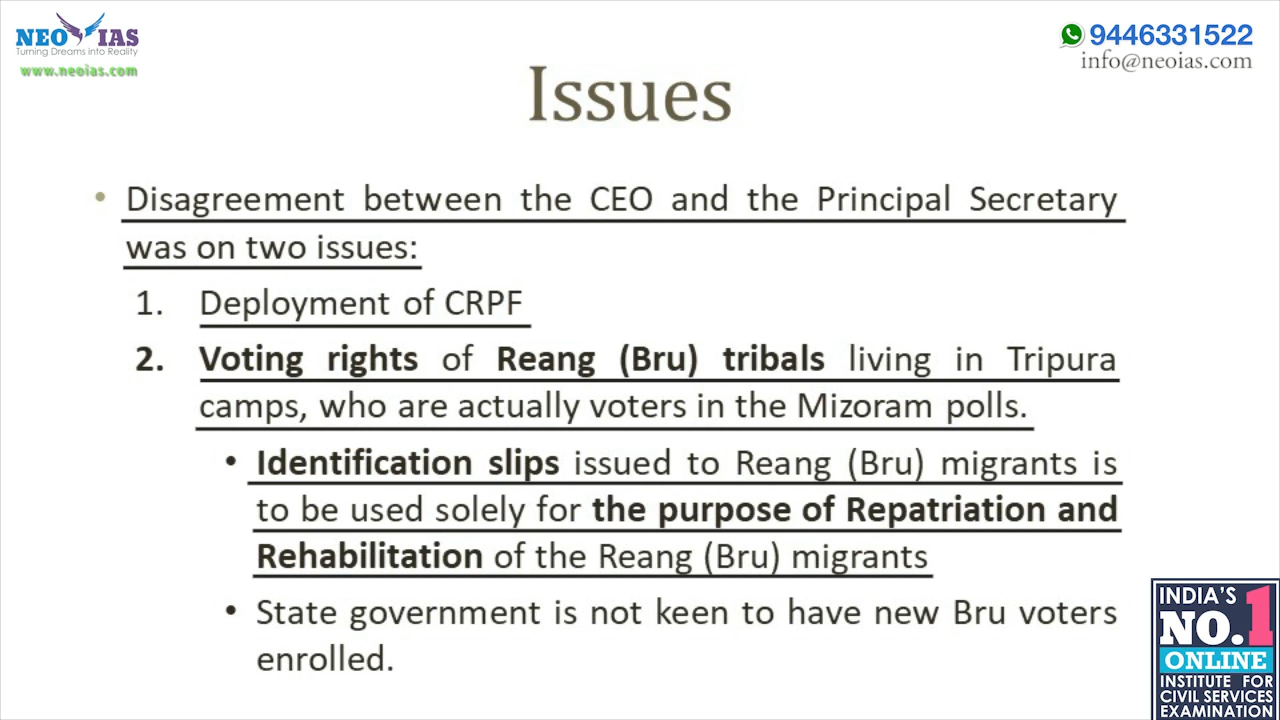 NEO IAS
Turning Dreams into Reality
www.neoias.com
9446331522
info@neoias.com
Issues
• Disagreement between the CEO and the Principal Secretary
was on two issues:
1. Deployment of CRPF
2. Voting rights of Reang (Bru) tribals living in Tripura
camps, who are actually voters in the Mizoram polls.
• Identification slips issued to Reang (Bru) migrants is
to be used solely for the purpose of Repatriation and
Rehabilitation of the Reang (Bru) migrants
• State government is not keen to have new Bru voters
enrolled.
INDIA'S
NO.1
ONLINE
INSTITUTE FOR
CIVIL SERVICES
EXAMINATION